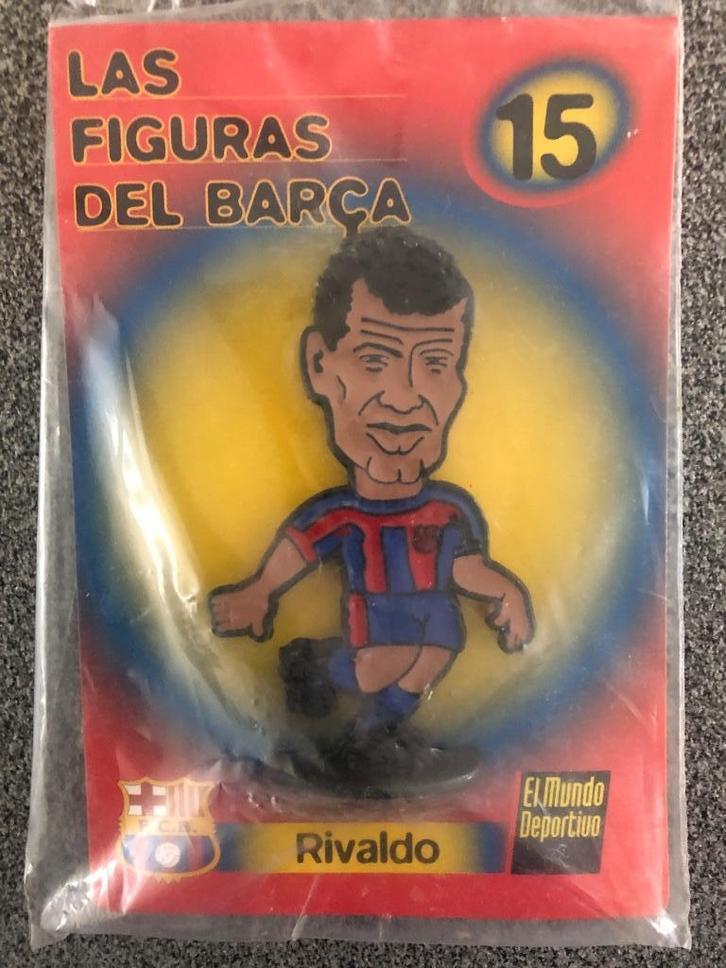 LAS
FIGURAS
DEL BARÇA
15
F.C.B.
Rivaldo
El Mundo
Deportivo